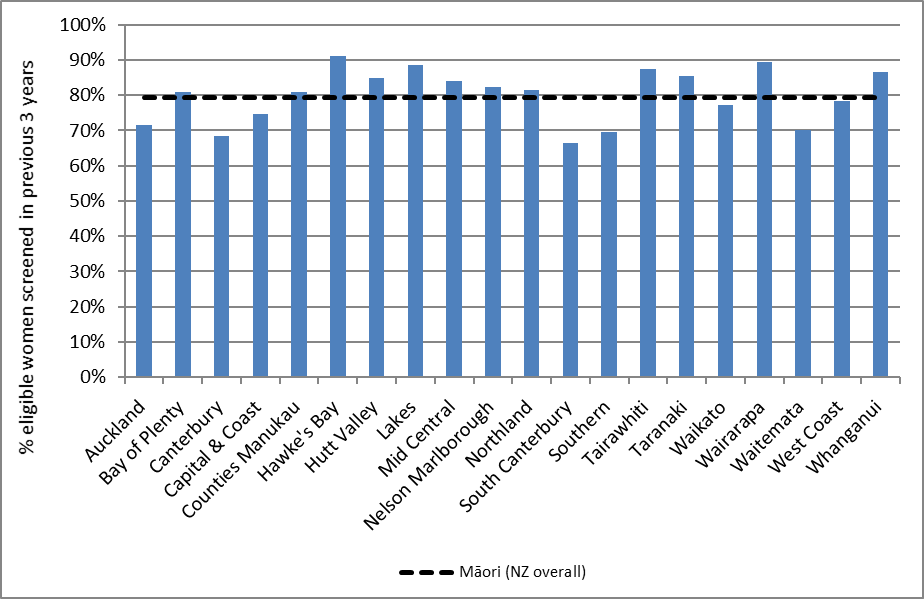 % eligible women screened in previous 3 years
100%
90%
80%
70%
60%
50%
40%
30%
20%
10%
0%
Auckland
Bay of Plenty
Canterbury
Capital & Coast
Counties Manukau
Hawke's Bay
Hutt Valley
Lakes
Mid Central
Nelson Marlborough
Northland
South Canterbury
Southern
Tairawhiti
Taranaki
Waikato
Wairarapa
Waitemata
West Coast
Whanganui
Māori (NZ overall)